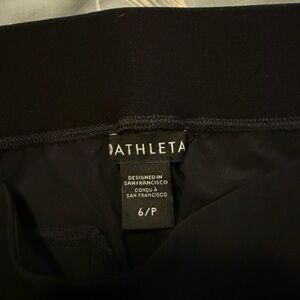 ATHLETA
DESIGNED IN
SAN FRANCISCO
CONÇU À
SAN FRANCISCO
6/P